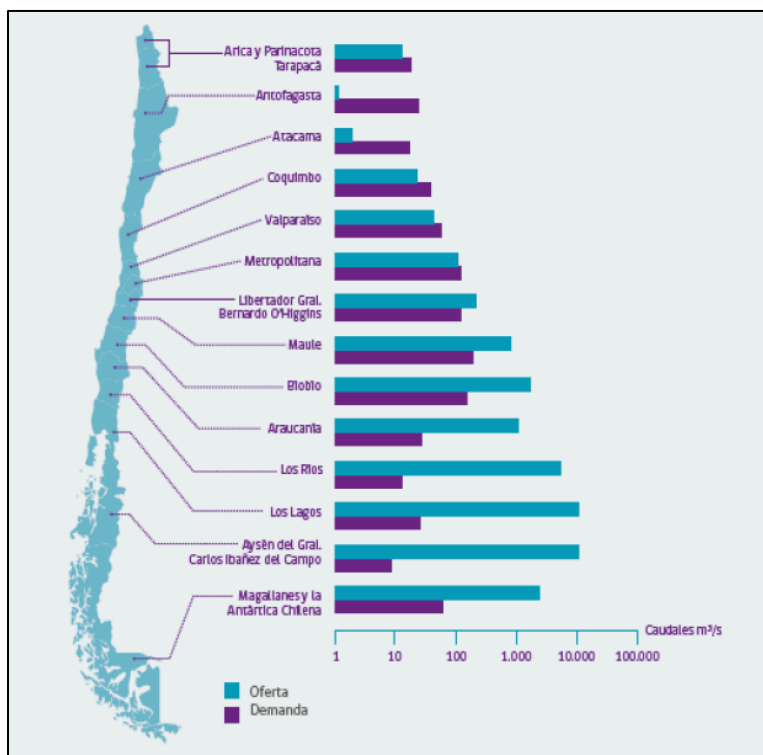 Arica y Parinacota
Tarapacá
Antofagasta
Atacama
Coquimbo
Valparaíso
Metropolitana
Libertador Gral.
Bernardo O'Higgins
Maule
Biobío
Araucanía
Los Ríos
Los Lagos
Aysén del Gral.
Carlos Ibañez del Campo
Magallanes y la
Antártica Chilena
Caudales m³/s
1 10 100 1.000 10.000 100.000
Oferta
Demanda